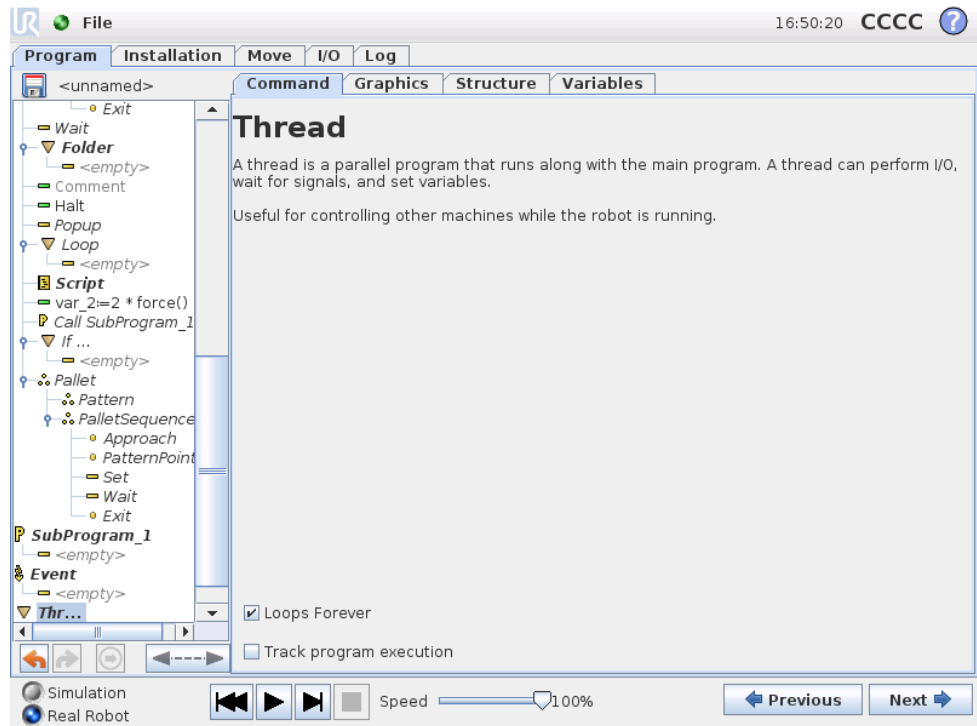 UR File 16:50:20 CCCC ?
Program Installation Move I/O Log
<unnamed>
Command Graphics Structure Variables
Exit
Wait
Folder
<empty>
Comment
Halt
Popup
Loop
<empty>
Script
var_2:=2 * force()
P Call SubProgram_1
If ...
<empty>
Pallet
Pattern
PalletSequence
Approach
PatternPoint
Set
Wait
Exit
P SubProgram_1
<empty>
Event
<empty>
Thr...
Thread
A thread is a parallel program that runs along with the main program. A thread can perform I/O,
wait for signals, and set variables.
Useful for controlling other machines while the robot is running.
Loops Forever
Track program execution
Simulation
Real Robot
Speed 100%
Previous Next